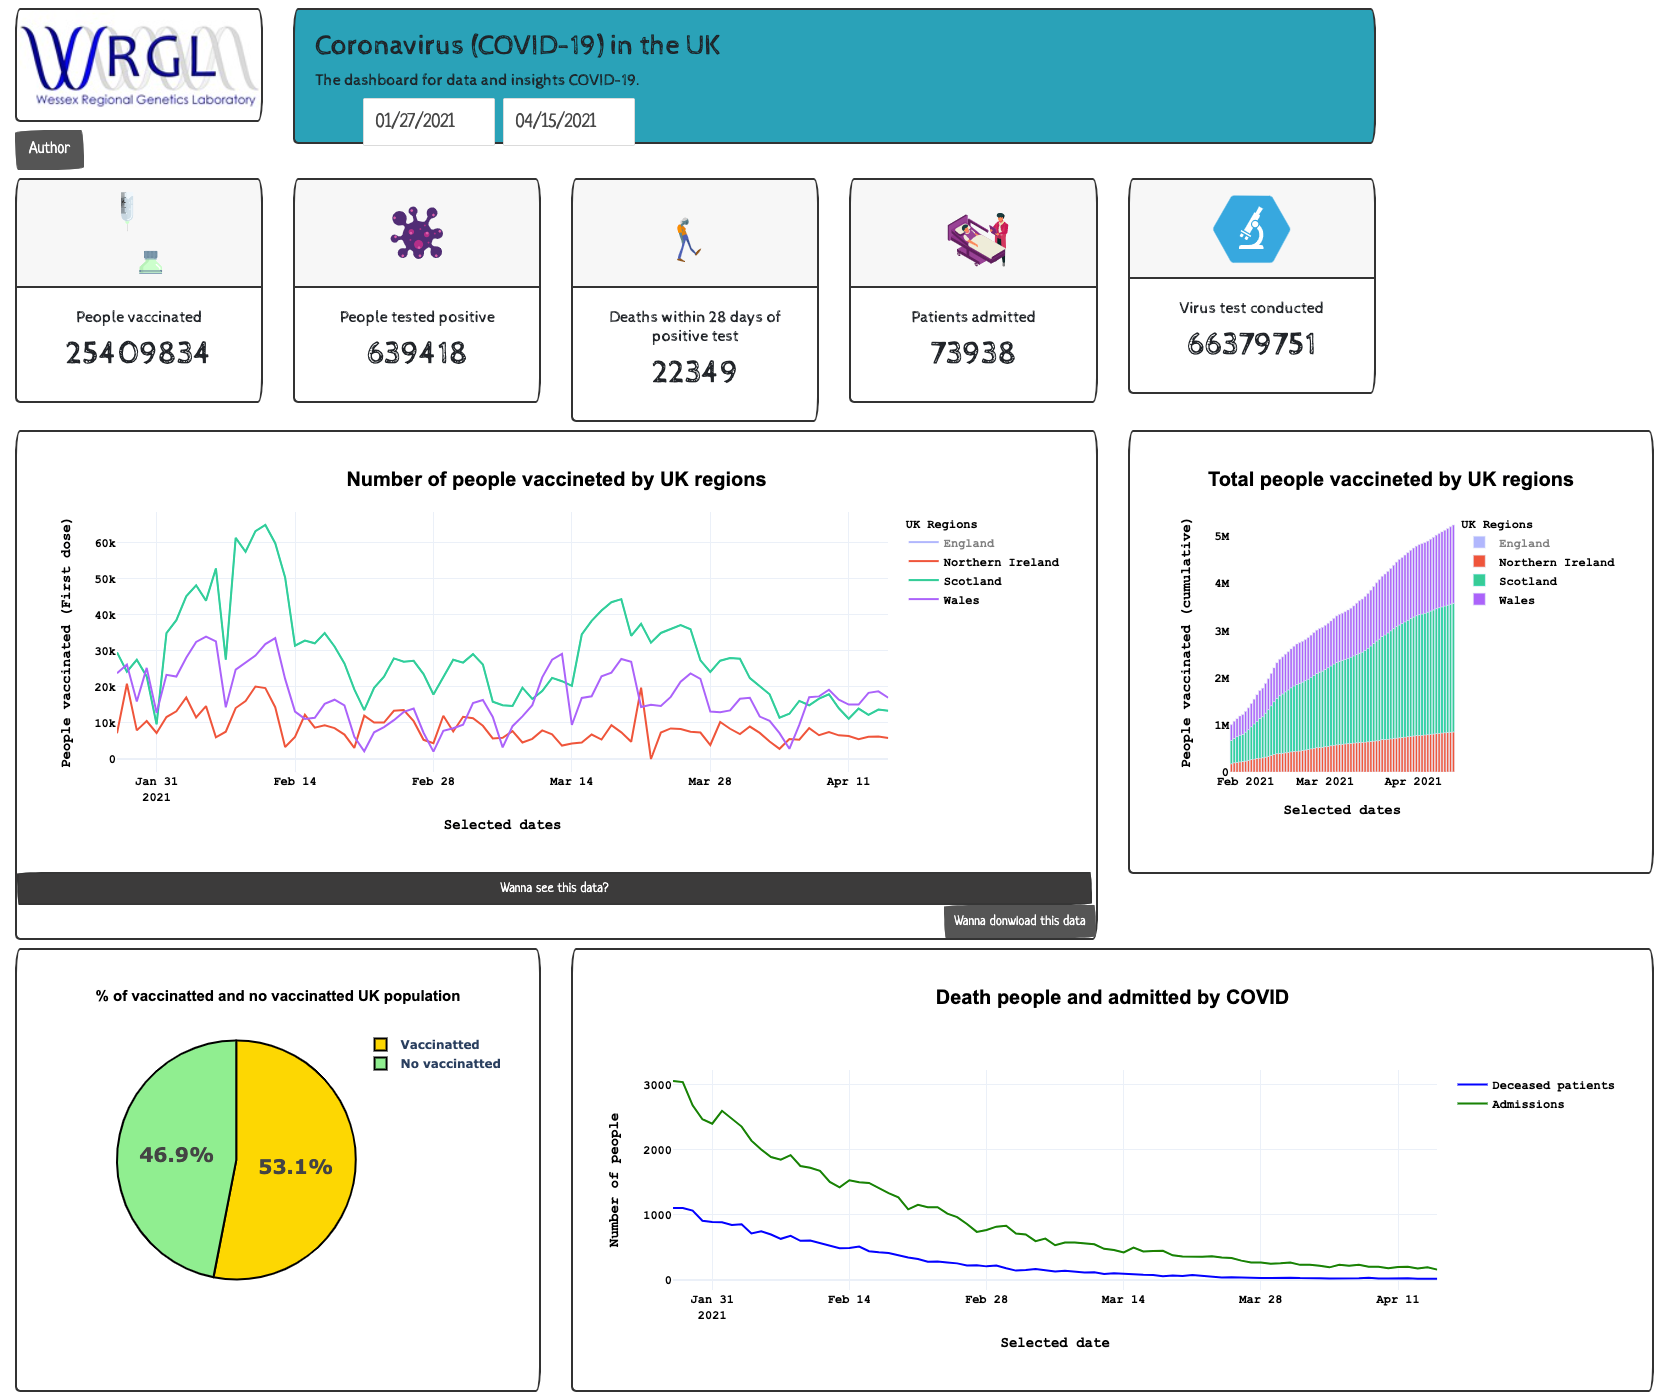 WRGL
Wessex Regional Genetics Laboratory
Coronavirus (COVID-19) in the UK
The dashboard for data and insights COVID-19.
01/27/2021 04/15/2021
Author
People vaccinated
25409834
People tested positive
639418
Deaths within 28 days of
positive test
22349
Patients admitted
73938
Virus test conducted
66379751
Number of people vaccineted by UK regions
People vaccinated (First dose)
60k
50k
40k
30k
20k
10k
0
Jan 31
2021
Feb 14
Feb 28
Mar 14
Mar 28
Apr 11
Selected dates
UK Regions
England
Northern Ireland
Scotland
Wales
Wanna see this data?
Wanna donwload this data
Total people vaccineted by UK regions
People vaccinated (cumulative)
5M
4M
3M
2M
1M
0
Feb 2021
Mar 2021
Apr 2021
Selected dates
UK Regions
England
Northern Ireland
Scotland
Wales
% of vaccinatted and no vaccinatted UK population
46.9%
53.1%
Vaccinatted
No vaccinatted
Death people and admitted by COVID
Number of people
3000
2000
1000
0
Jan 31
2021
Feb 14
Feb 28
Mar 14
Mar 28
Apr 11
Selected date
Deceased patients
Admissions